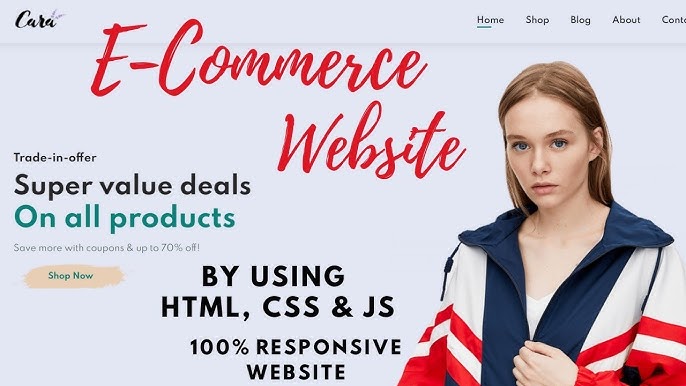 Cara
Home Shop Blog About
E-Commerce
Website
Trade-in-offer
Super value deals
On all products
Save more with coupons & up to 70% off!
Shop Now
BY USING
HTML, CSS & JS
100% RESPONSIVE
WEBSITE